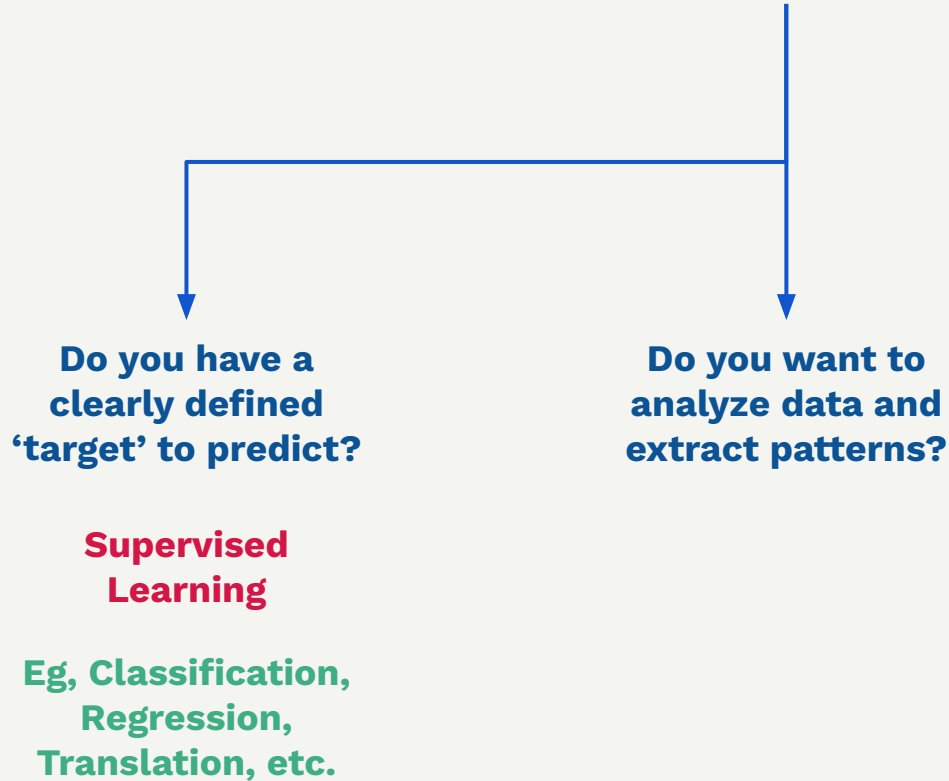 Do you have a
clearly defined
‘target’ to predict?
Supervised
Learning
Eg, Classification,
Regression,
Translation, etc.
Do you want to
analyze data and
extract patterns?